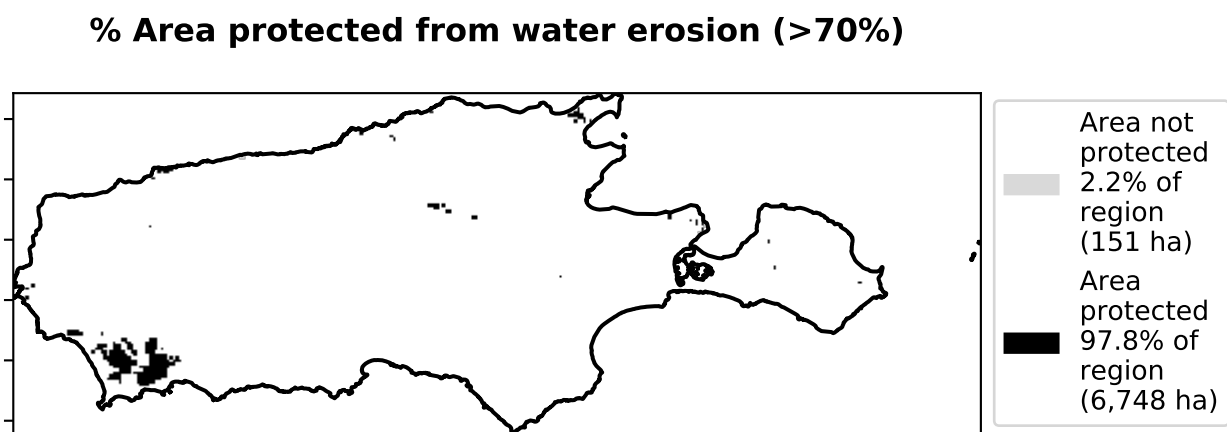 % Area protected from water erosion (>70%)
Area not
protected
2.2% of
region
(151 ha)
Area
protected
97.8% of
region
(6,748 ha)